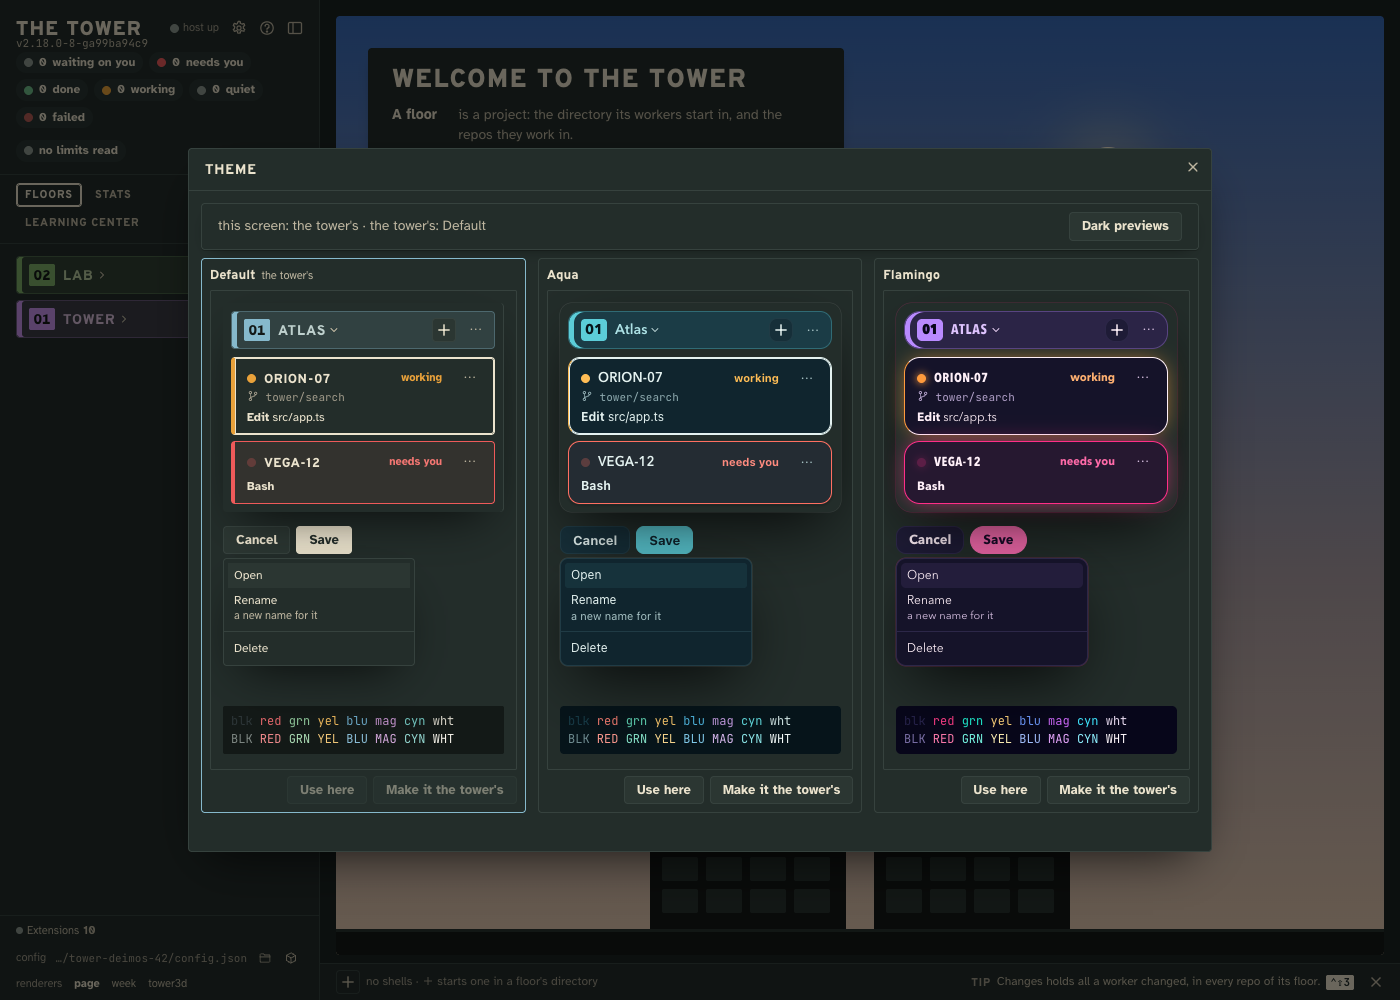 THE TOWER
host up
v2.18.0-8-ga99ba94c9
0 waiting on you
0 needs you
0 done
0 working
0 quiet
0 failed
no limits read
FLOORS
STATS
LEARNING CENTER
02 LAB
01 TOWER
Extensions 10
config …/tower-deimos-42/config.json
renderers page week tower3d
WELCOME TO THE TOWER
A floor is a project: the directory its workers start in, and the
repos they work in.
THEME
this screen: the tower's · the tower's: Default
Dark previews
Default the tower's
01 ATLAS
ORION-07 working
tower/search
Edit src/app.ts
VEGA-12 needs you
Bash
Cancel Save
Open
Rename
a new name for it
Delete
blk red grn yel blu mag cyn wht
BLK RED GRN YEL BLU MAG CYN WHT
Use here Make it the tower's
Aqua
01 Atlas
ORION-07 working
tower/search
Edit src/app.ts
VEGA-12 needs you
Bash
Cancel Save
Open
Rename
a new name for it
Delete
blk red grn yel blu mag cyn wht
BLK RED GRN YEL BLU MAG CYN WHT
Use here Make it the tower's
Flamingo
01 ATLAS
ORION-07 working
tower/search
Edit src/app.ts
VEGA-12 needs you
Bash
Cancel Save
Open
Rename
a new name for it
Delete
blk red grn yel blu mag cyn wht
BLK RED GRN YEL BLU MAG CYN WHT
Use here Make it the tower's
no shells · + starts one in a floor's directory
TIP Changes holds all a worker changed, in every repo of its floor. ⌃⇧3